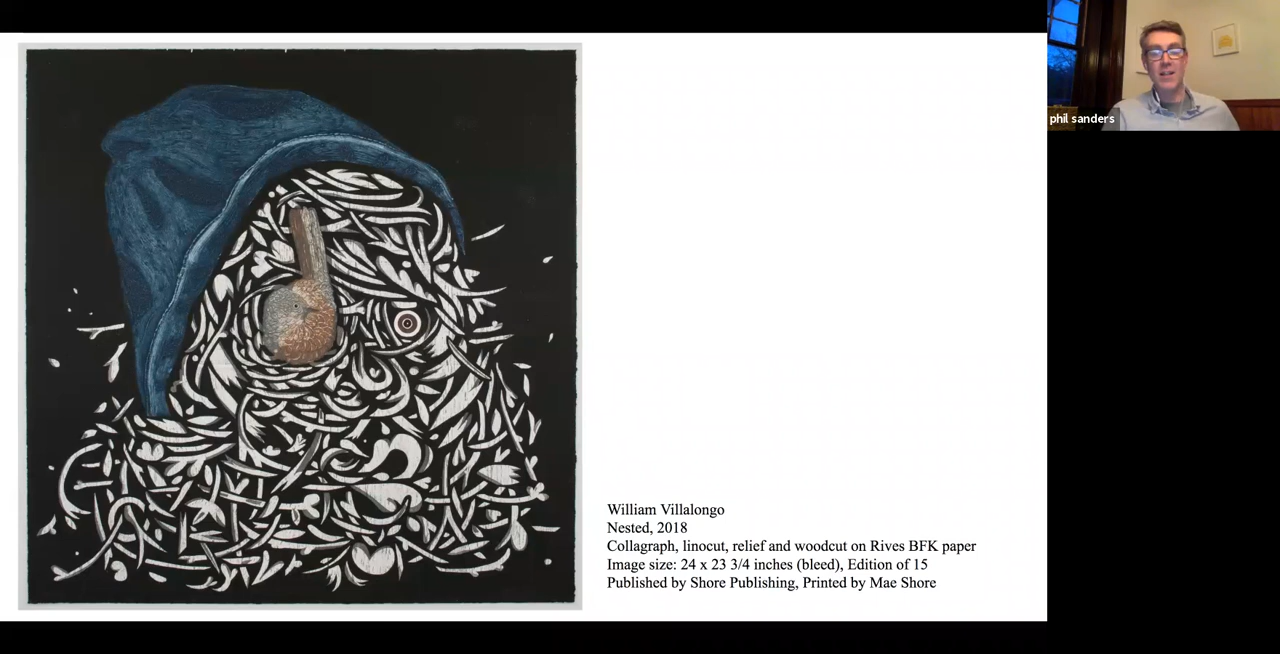 phil sanders
William Villalongo
Nested, 2018
Collagraph, linocut, relief and woodcut on Rives BFK paper
Image size: 24 x 23 3/4 inches (bleed), Edition of 15
Published by Shore Publishing, Printed by Mae Shore